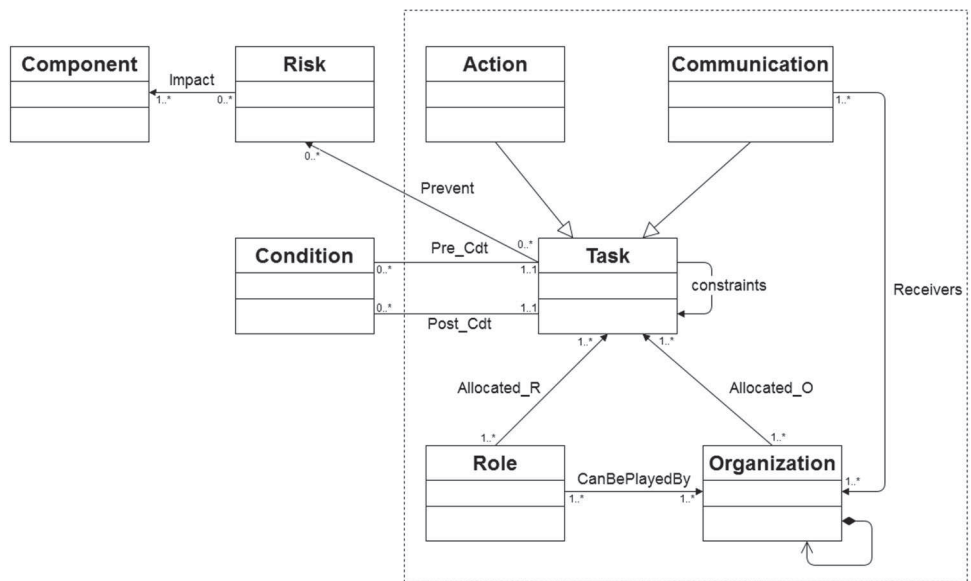 Component
Risk
Action
Communication
Impact
1..*
0..*
1..*
0..*
Prevent
Condition
Pre_Cdt
0..*
Task
0..*
1..1
constraints
Receivers
0..*
1..1
Post_Cdt
1..*
1..*
Allocated_R
Allocated_O
1..*
1..*
Role
CanBePlayedBy
Organization
1..*
1..*
1..*